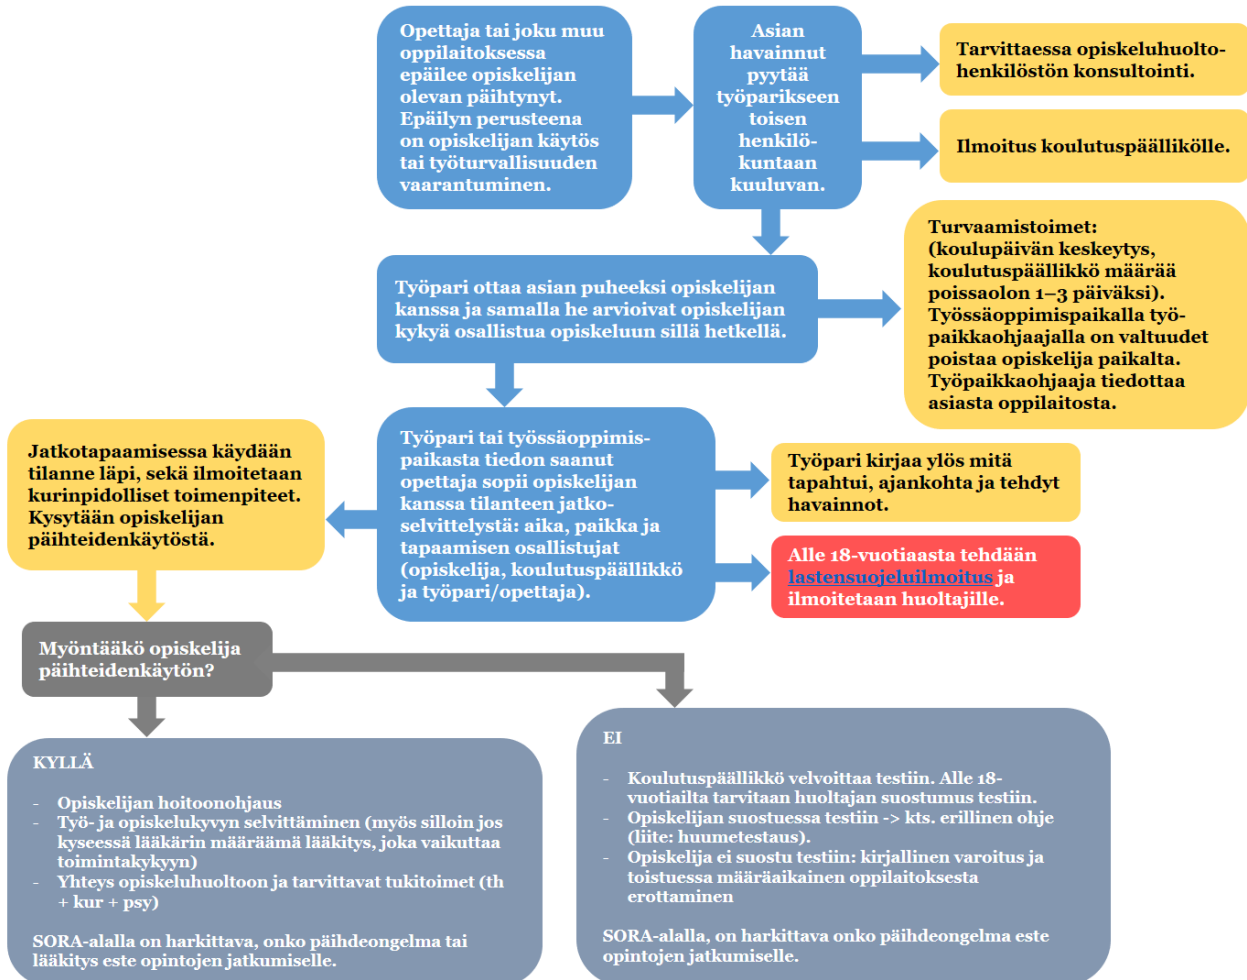 Opettaja tai joku muu
oppilaitoksessa
epäilee opiskelijan
olevan päihtynyt.
Epäilyn perusteena
on opiskelijan käytös
tai työturvallisuuden
vaarantuminen.
Asian
havainnut
pyytää
työparikseen
toisen
henkilö-
kuntaan
kuuluvan.
Tarvittaessa opiskeluhuolto-
henkilöstön konsultointi.
Ilmoitus koulutuspäällikölle.
Työpari ottaa asian puheeksi opiskelijan
kanssa ja samalla he arvioivat opiskelijan
kykyä osallistua opiskeluun sillä hetkellä.
Turvaamistoimet:
(koulupäivän keskeytys,
koulutuspäällikkö määrää
poissaolon 1–3 päiväksi).
Työssäoppimispaikalla työ-
paikkaohjaajalla on valtuudet
poistaa opiskelija paikalta.
Työpaikkaohjaaja tiedottaa
asiasta oppilaitosta.
Työpari tai työssäoppimis-
paikasta tiedon saanut
opettaja sopii opiskelijan
kanssa tilanteen jatko-
selvittelystä: aika, paikka ja
tapaamisen osallistujat
(opiskelija, koulutuspäällikkö
ja työpari/opettaja).
Työpari kirjaa ylös mitä
tapahtui, ajankohta ja tehdyt
havainnot.
Alle 18-vuotiaasta tehdään
lastensuojeluilmoitus ja
ilmoitetaan huoltajille.
Jatkotapaamisessa käydään
tilanne läpi, sekä ilmoitetaan
kurinpidolliset toimenpiteet.
Kysytään opiskelijan
päihteidenkäytöstä.
Myöntääkö opiskelija
päihteidenkäytön?
KYLLÄ
- Opiskelijan hoitoonohjaus
- Työ- ja opiskelukyvyn selvittäminen (myös silloin jos
kyseessä lääkärin määräämä lääkitys, joka vaikuttaa
toimintakykyyn)
- Yhteys opiskeluhuoltoon ja tarvittavat tukitoimet (th
+ kur + psy)
SORA-alalla on harkittava, onko päihdeongelma tai
lääkitys este opintojen jatkumiselle.
EI
- Koulutuspäällikkö velvoittaa testiin. Alle 18-
vuotiailta tarvitaan huoltajan suostumus testiin.
- Opiskelijan suostuessa testiin -> kts. erillinen ohje
(liite: huumetestaus).
- Opiskelija ei suostu testiin: kirjallinen varoitus ja
toistuessa määräaikainen oppilaitoksesta
erottaminen
SORA-alalla, on harkittava onko päihdeongelma este
opintojen jatkumiselle.